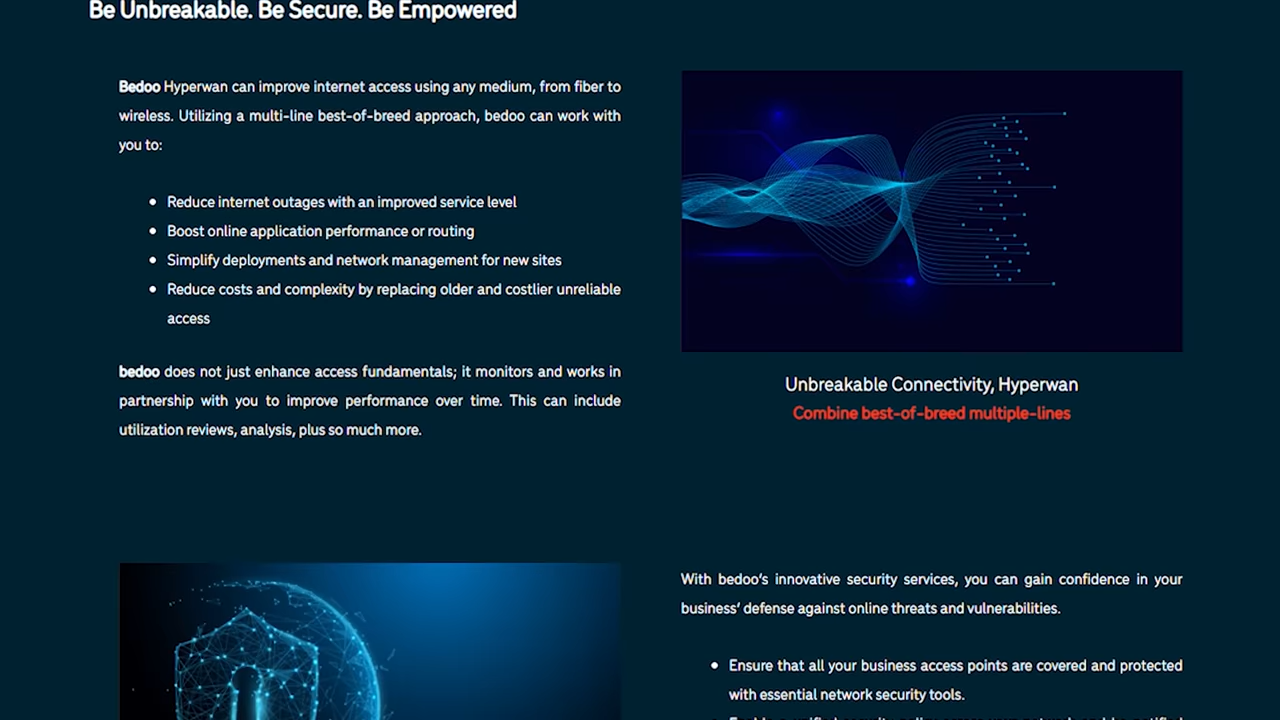 Be Unbreakable. Be Secure. Be Empowered
Bedoo Hyperwan can improve internet access using any medium, from fiber to
wireless. Utilizing a multi-line best-of-breed approach, bedoo can work with
you to:
• Reduce internet outages with an improved service level
• Boost online application performance or routing
• Simplify deployments and network management for new sites
• Reduce costs and complexity by replacing older and costlier unreliable
access
bedoo does not just enhance access fundamentals; it monitors and works in
partnership with you to improve performance over time. This can include
utilization reviews, analysis, plus so much more.
Unbreakable Connectivity, Hyperwan
Combine best-of-breed multiple-lines
With bedoo's innovative security services, you can gain confidence in your
business' defense against online threats and vulnerabilities.
• Ensure that all your business access points are covered and protected
with essential network security tools.